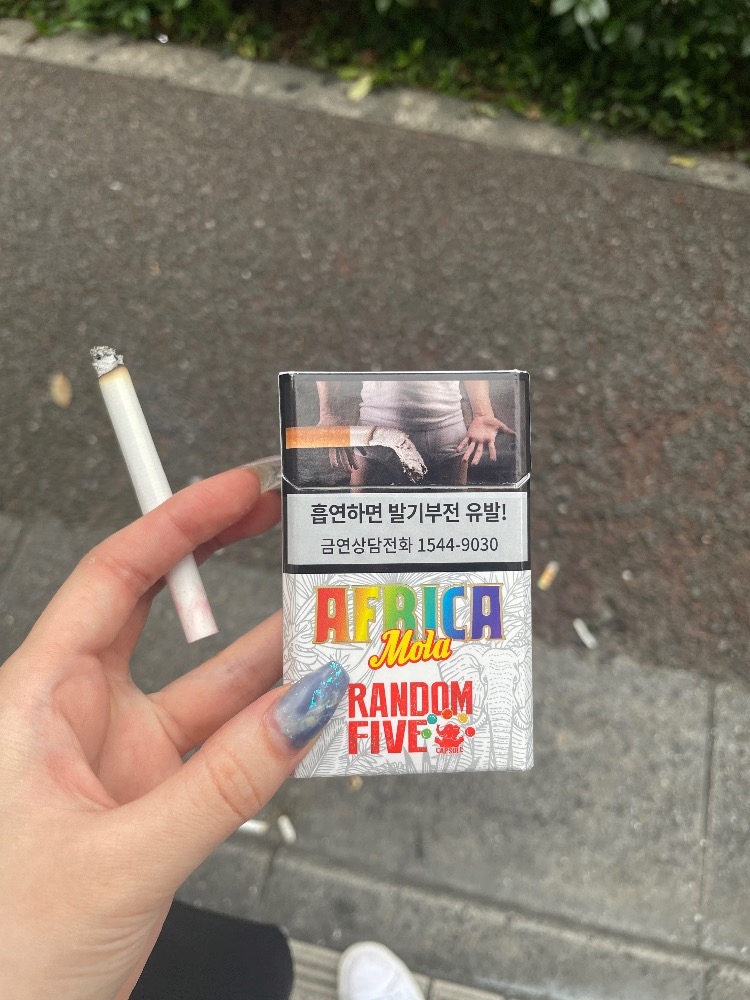 흡연하면 발기부전 유발!
금연상담전화 1544-9030
AFRICA
Mola
RANDOM
FIVE
CAPSULE